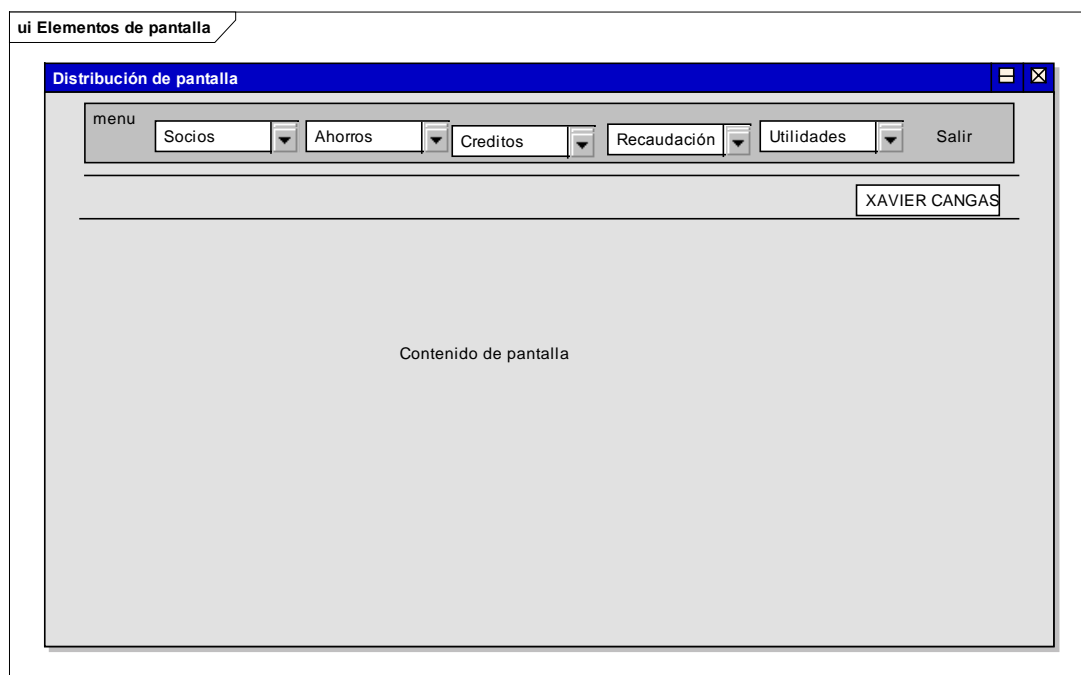 ui Elementos de pantalla
Distribución de pantalla
menu
Socios Ahorros Creditos Recaudación Utilidades Salir
XAVIER CANGAS
Contenido de pantalla